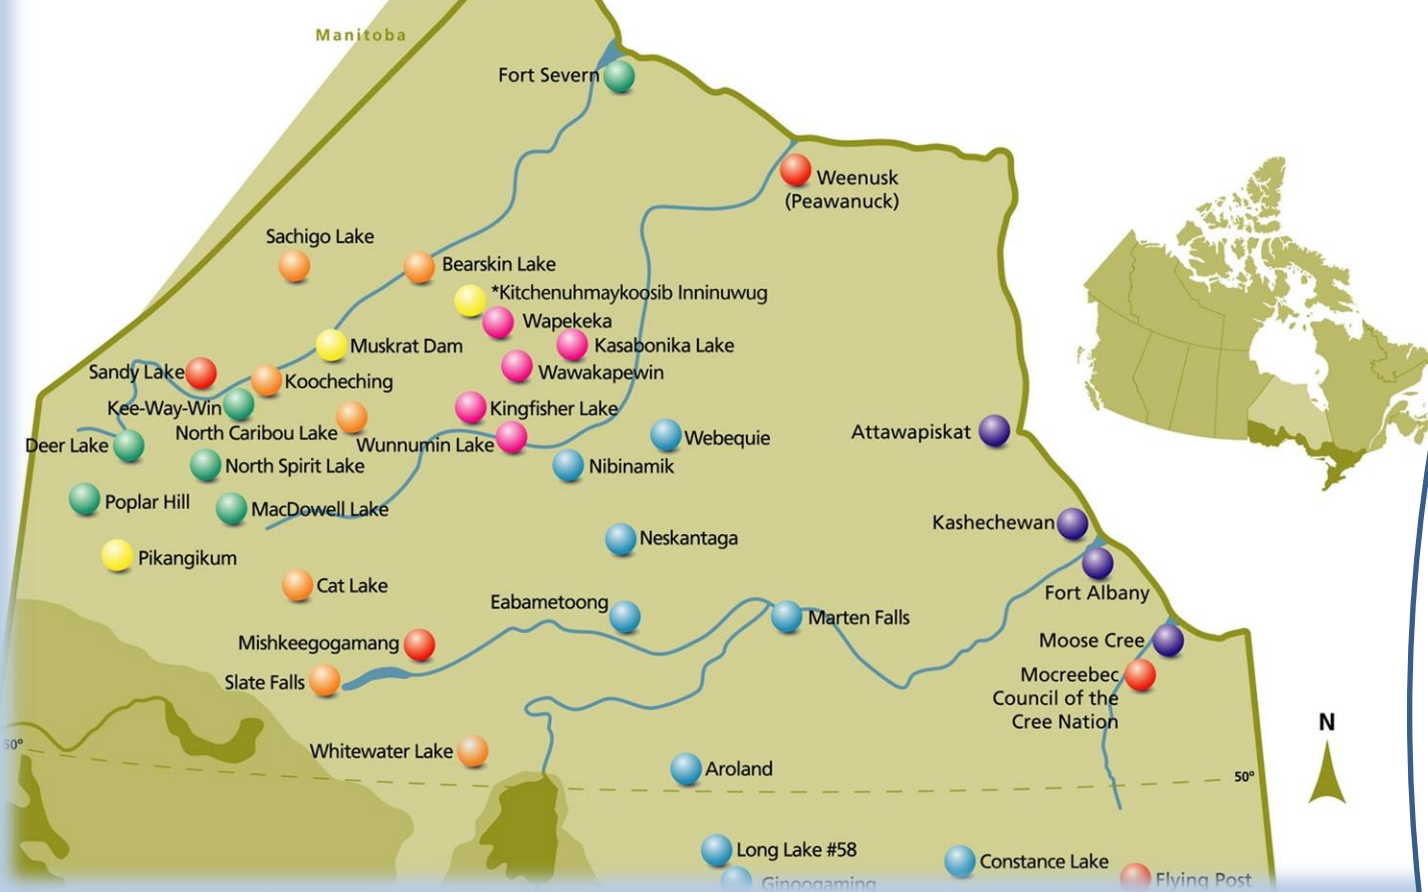 Manitoba
Fort Severn
Weenusk
(Peawanuck)
Sachigo Lake
Bearskin Lake
*Kitchenuhmaykoosib Inninuwug
Wapekeka
Muskrat Dam
Kasabonika Lake
Sandy Lake
Koocheching
Wawakapewin
Kee-Way-Win
Kingfisher Lake
North Caribou Lake
Wunnumin Lake
Webequie
Attawapiskat
Deer Lake
North Spirit Lake
Nibinamik
Poplar Hill
MacDowell Lake
Kashechewan
Neskantaga
Pikangikum
Cat Lake
Fort Albany
Eabametoong
Marten Falls
Mishkeegogamang
Moose Cree
Slate Falls
Mocreebec
Council of the
Cree Nation
N
50º
Whitewater Lake
Aroland
50º
Long Lake #58
Constance Lake
Ginoogaming
Flying Post